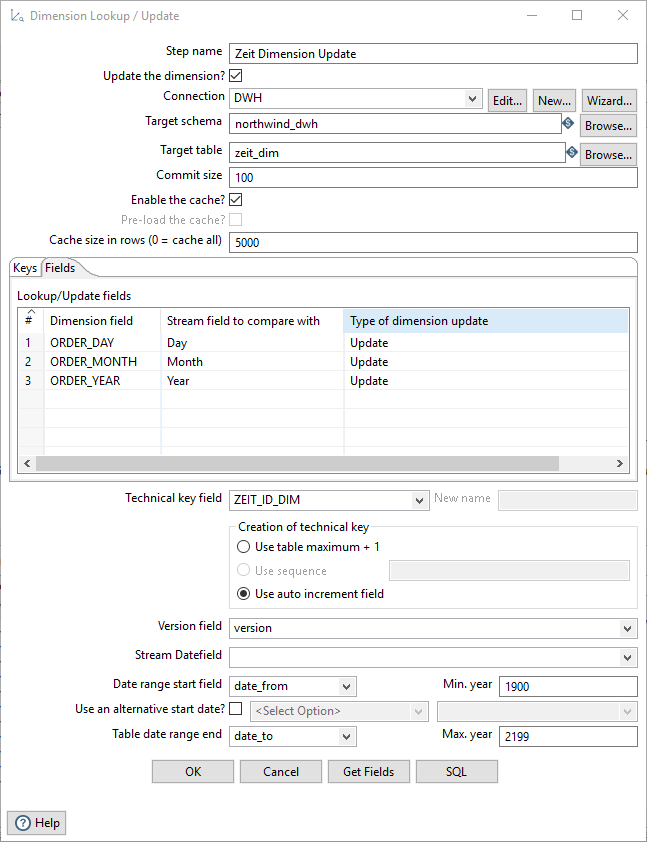 Dimension Lookup / Update
Step name Zeit Dimension Update
Update the dimension?
Connection DWH Edit... New... Wizard...
Target schema northwind_dwh S Browse...
Target table zeit_dim S Browse...
Commit size 100
Enable the cache?
Pre-load the cache?
Cache size in rows (0 = cache all) 5000
Keys Fields
Lookup/Update fields
# Dimension field Stream field to compare with Type of dimension update
1 ORDER_DAY Day Update
2 ORDER_MONTH Month Update
3 ORDER_YEAR Year Update
Technical key field ZEIT_ID_DIM New name
Creation of technical key
Use table maximum + 1
Use sequence
Use auto increment field
Version field version
Stream Datefield
Date range start field date_from Min. year 1900
Use an alternative start date? <Select Option>
Table date range end date_to Max. year 2199
OK Cancel Get Fields SQL
? Help